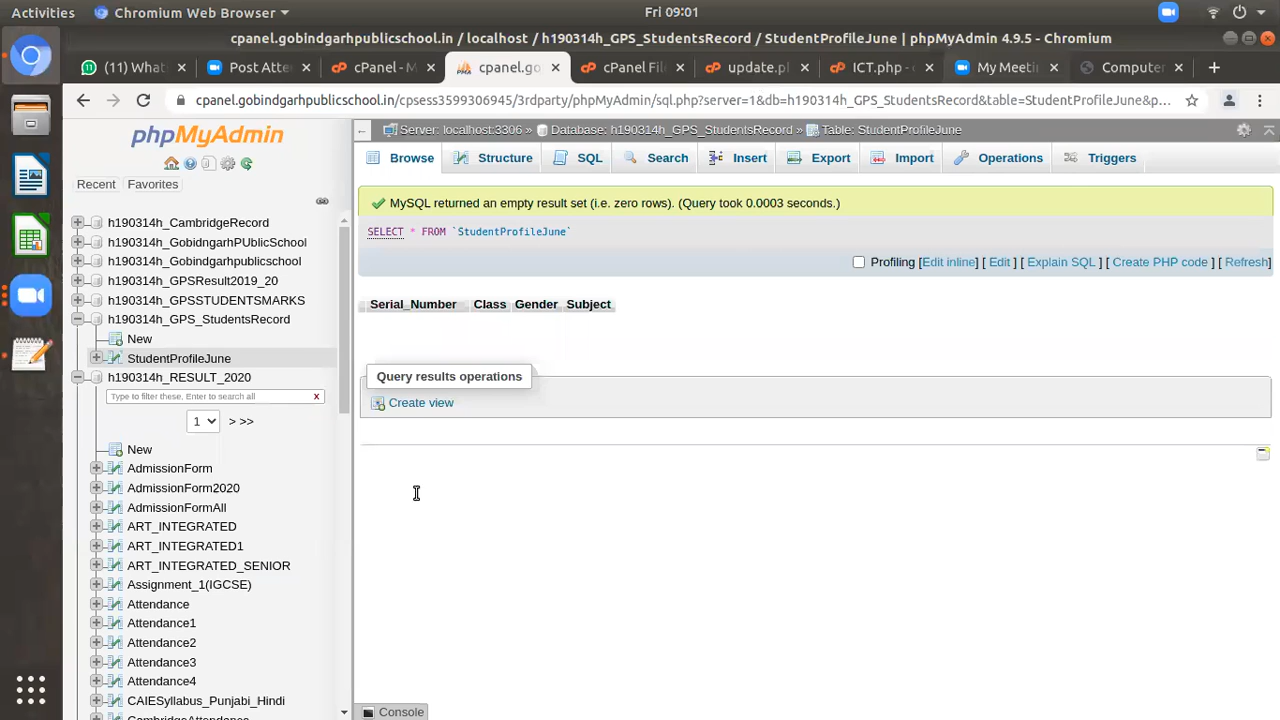 Activities Chromium Web Browser Fri 09:01
cpanel.gobindgarhpublicschool.in / localhost / h190314h_GPS_StudentsRecord / StudentProfileJune | phpMyAdmin 4.9.5 - Chromium
(11) What Post Atte cPanel - M cpanel.go cPanel File update.ph ICT.php - My Meeti Computer
cpanel.gobindgarhpublicschool.in/cpsess3599306945/3rdparty/phpMyAdmin/sql.php?server=1&db=h190314h_GPS_StudentsRecord&table=StudentProfileJune&p...
phpMyAdmin
Recent Favorites
h190314h_CambridgeRecord
h190314h_GobidngarhPUblicSchool
h190314h_Gobindgarhpublicschool
h190314h_GPSResult2019_20
h190314h_GPSSTUDENTSMARKS
h190314h_GPS_StudentsRecord
New
StudentProfileJune
h190314h_RESULT_2020
Type to filter these, Enter to search all X
1 > >>
New
AdmissionForm
AdmissionForm2020
AdmissionFormAll
ART_INTEGRATED
ART_INTEGRATED1
ART_INTEGRATED_SENIOR
Assignment_1(IGCSE)
Attendance
Attendance1
Attendance2
Attendance3
Attendance4
CAIESyllabus_Punjabi_Hindi
CambridgeAttendance
Server: localhost:3306 » Database: h190314h_GPS_StudentsRecord » Table: StudentProfileJune
Browse Structure SQL Search Insert Export Import Operations Triggers
MySQL returned an empty result set (i.e. zero rows). (Query took 0.0003 seconds.)
SELECT * FROM `StudentProfileJune`
Profiling [Edit inline] [ Edit ] [ Explain SQL ] [ Create PHP code ] [ Refresh]
Serial_Number Class Gender Subject
Query results operations
Create view
Console